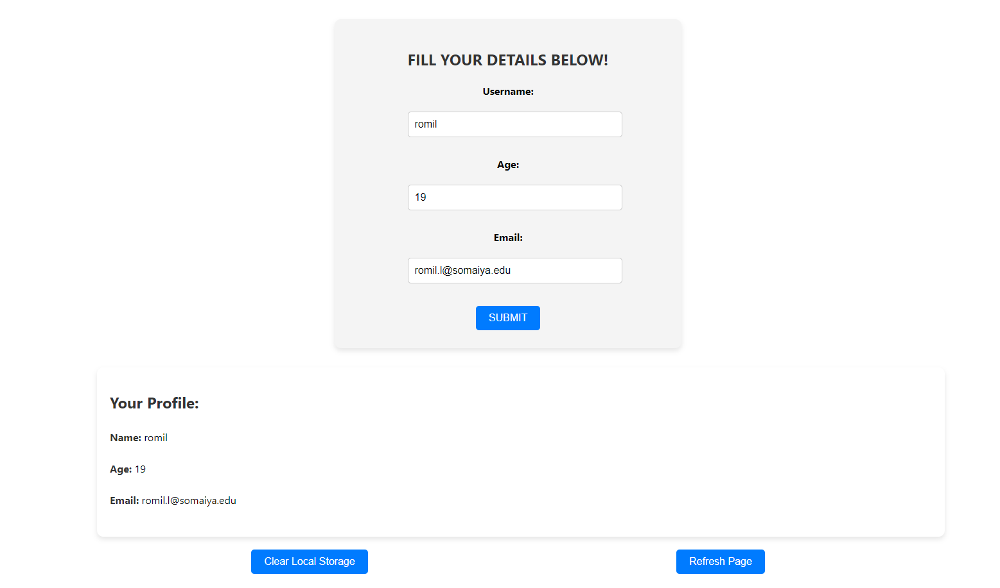 FILL YOUR DETAILS BELOW!
Username:
romil
Age:
19
Email:
romil.l@somaiya.edu
SUBMIT
Your Profile:
Name: romil
Age: 19
Email: romil.l@somaiya.edu
Clear Local Storage
Refresh Page